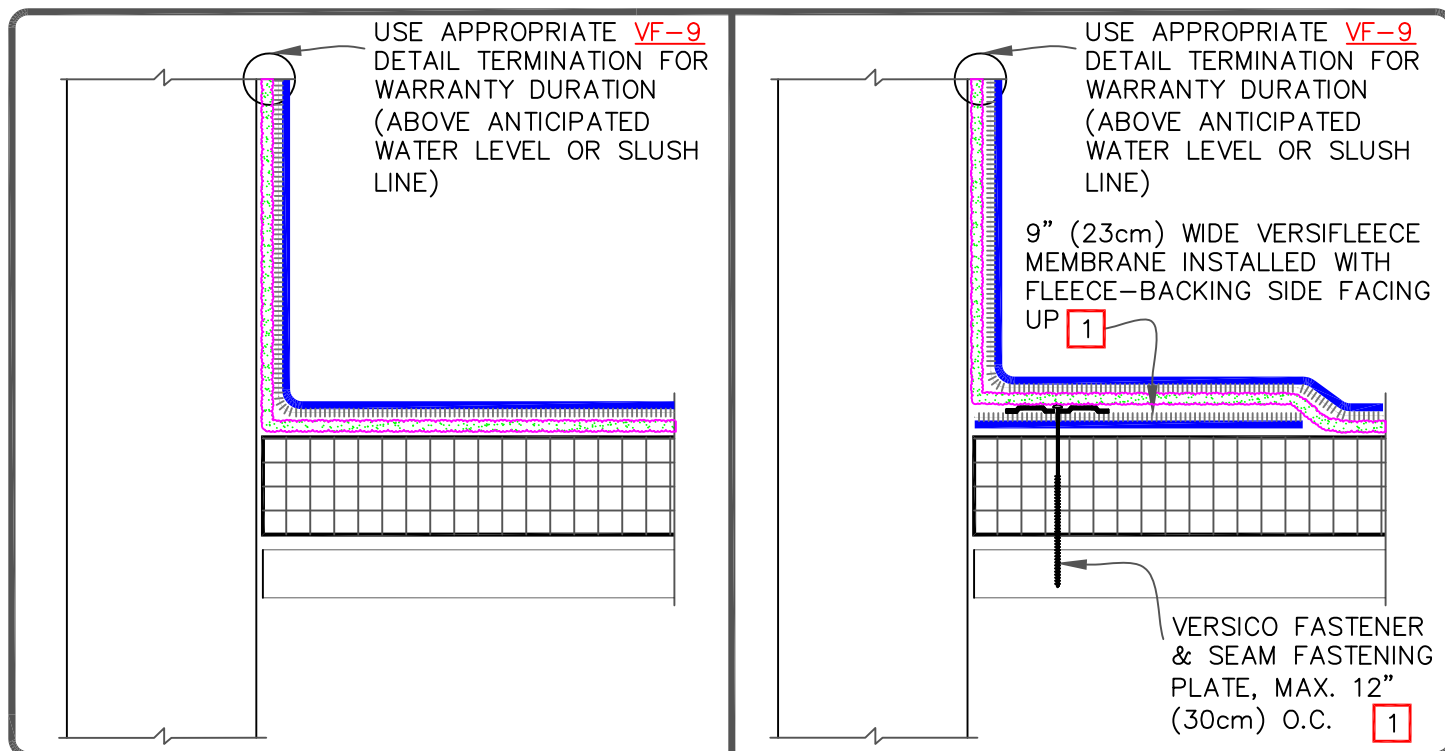 USE APPROPRIATE VF-9
DETAIL TERMINATION FOR
WARRANTY DURATION
(ABOVE ANTICIPATED
WATER LEVEL OR SLUSH
LINE)
USE APPROPRIATE VF-9
DETAIL TERMINATION FOR
WARRANTY DURATION
(ABOVE ANTICIPATED
WATER LEVEL OR SLUSH
LINE)
9” (23cm) WIDE VERSIFLEECE
MEMBRANE INSTALLED WITH
FLEECE-BACKING SIDE FACING
UP 1
VERSICO FASTENER
& SEAM FASTENING
PLATE, MAX. 12”
(30cm) O.C. 1